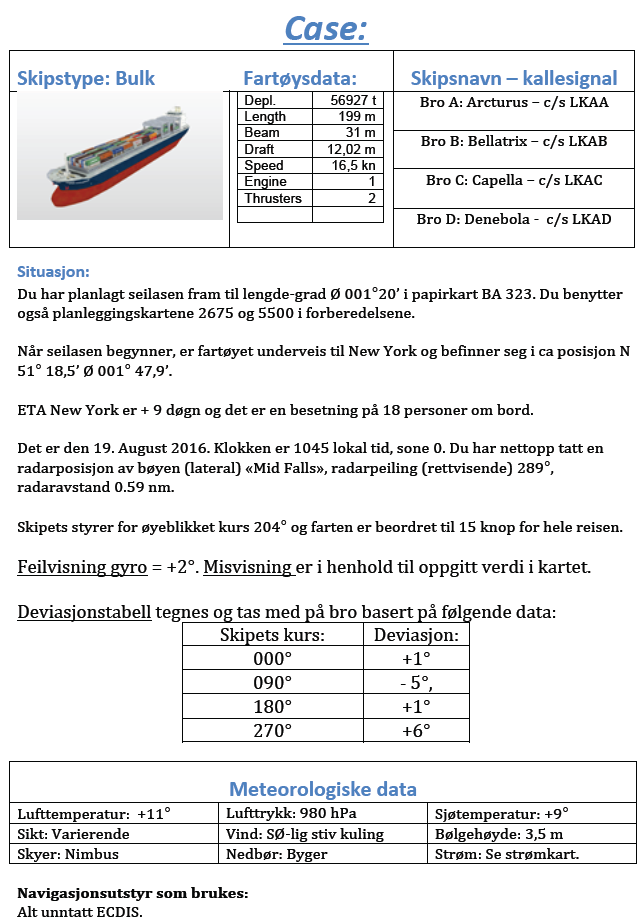 Case:
Skipstype: Bulk
Fartøysdata:
Skipsnavn – kallesignal
Depl. 56927 t
Length 199 m
Beam 31 m
Draft 12,02 m
Speed 16,5 kn
Engine 1
Thrusters 2
Bro A: Arcturus – c/s LKAA
Bro B: Bellatrix – c/s LKAB
Bro C: Capella – c/s LKAC
Bro D: Denebola - c/s LKAD
Situasjon:
Du har planlagt seilasen fram til lengde-grad Ø 001°20’ i papirkart BA 323. Du benytter
også planleggingskartene 2675 og 5500 i forberedelsene.
Når seilasen begynner, er fartøyet underveis til New York og befinner seg i ca posisjon N
51° 18,5’ Ø 001° 47,9’.
ETA New York er + 9 døgn og det er en besetning på 18 personer om bord.
Det er den 19. August 2016. Klokken er 1045 lokal tid, sone 0. Du har nettopp tatt en
radarposisjon av bøyen (lateral) «Mid Falls», radarpeiling (rettvisende) 289°,
radaravstand 0.59 nm.
Skipets styrer for øyeblikket kurs 204° og farten er beordret til 15 knop for hele reisen.
Feilvisning gyro = +2°. Misvisning er i henhold til oppgitt verdi i kartet.
Deviasjonstabell tegnes og tas med på bro basert på følgende data:
Skipets kurs: Deviasjon:
000° +1°
090° - 5°,
180° +1°
270° +6°
Meteorologiske data
Lufttemperatur: +11° Lufttrykk: 980 hPa Sjøtemperatur: +9°
Sikt: Varierende Vind: SØ-lig stiv kuling Bølgehøyde: 3,5 m
Skyer: Nimbus Nedbør: Byger Strøm: Se strømkart.
Navigasjonsutstyr som brukes:
Alt unntatt ECDIS.